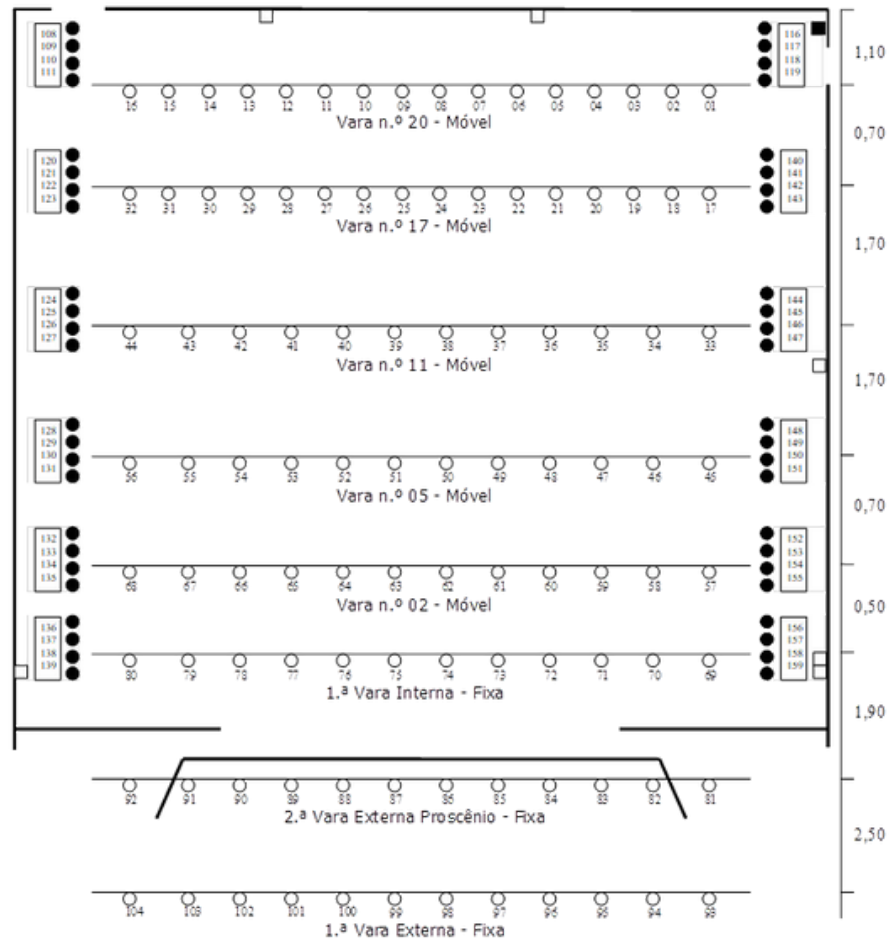 108 116
109 117
110 118
111 119
1,10
16 15 14 13 12 11 10 09 08 07 06 05 04 03 02 01
Vara n.º 20 - Móvel
0,70
120 140
121 141
122 142
123 143
32 31 30 29 28 27 26 25 24 23 22 21 20 19 18 17
Vara n.º 17 - Móvel
1,70
124 144
125 145
126 146
127 147
44 43 42 41 40 39 38 37 36 35 34 33
Vara n.º 11 - Móvel
1,70
128 148
129 149
130 150
131 151
56 55 54 53 52 51 50 49 48 47 46 45
Vara n.º 05 - Móvel
0,70
132 152
133 153
134 154
135 155
68 67 66 65 64 63 62 61 60 59 58 57
Vara n.º 02 - Móvel
0,50
136 156
137 157
138 158
139 159
80 79 78 77 76 75 74 73 72 71 70 69
1.ª Vara Interna - Fixa
1,90
92 91 90 89 88 87 86 85 84 83 82 81
2.ª Vara Externa Proscênio - Fixa
2,50
104 103 102 101 100 99 98 97 96 95 94 93
1.ª Vara Externa - Fixa